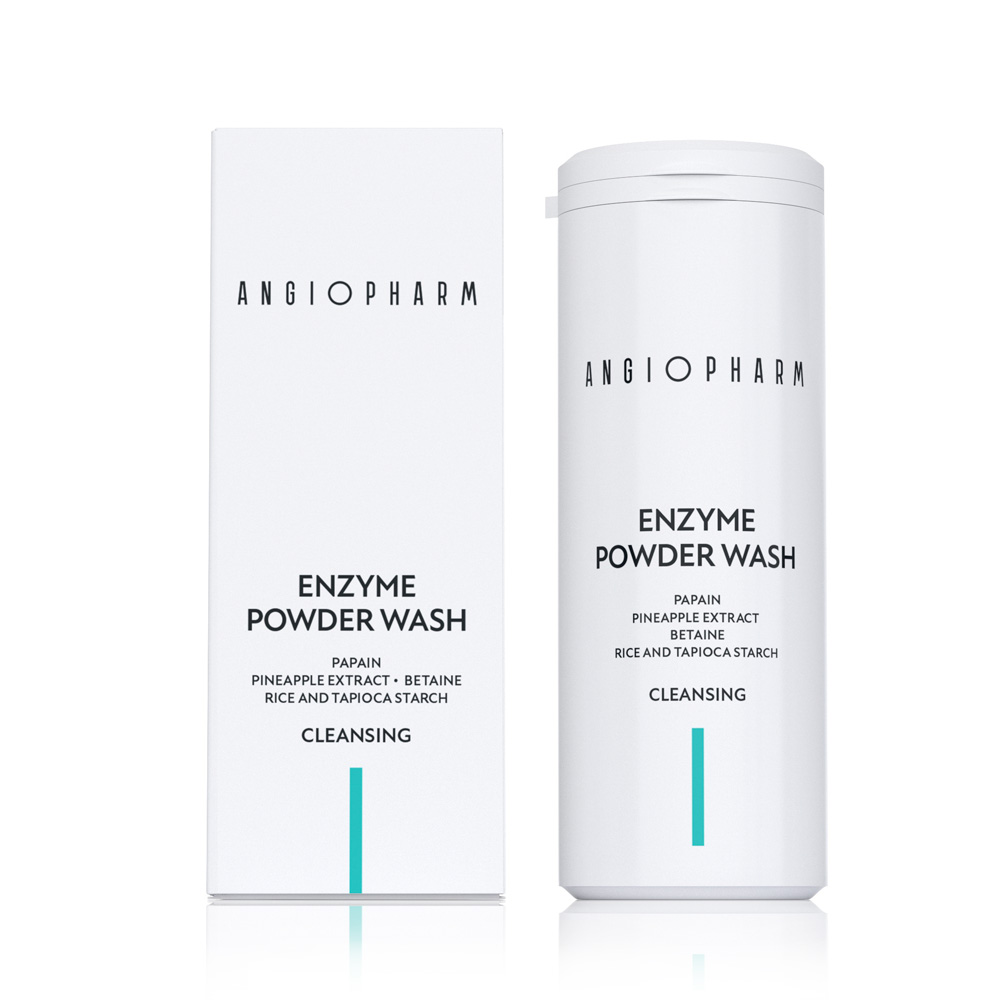 ANGIOPHARM
ENZYME
POWDER WASH
PAPAIN
PINEAPPLE EXTRACT • BETAINE
RICE AND TAPIOCA STARCH
CLEANSING
ANGIOPHARM
ENZYME
POWDER WASH
PAPAIN
PINEAPPLE EXTRACT
BETAINE
RICE AND TAPIOCA STARCH
CLEANSING